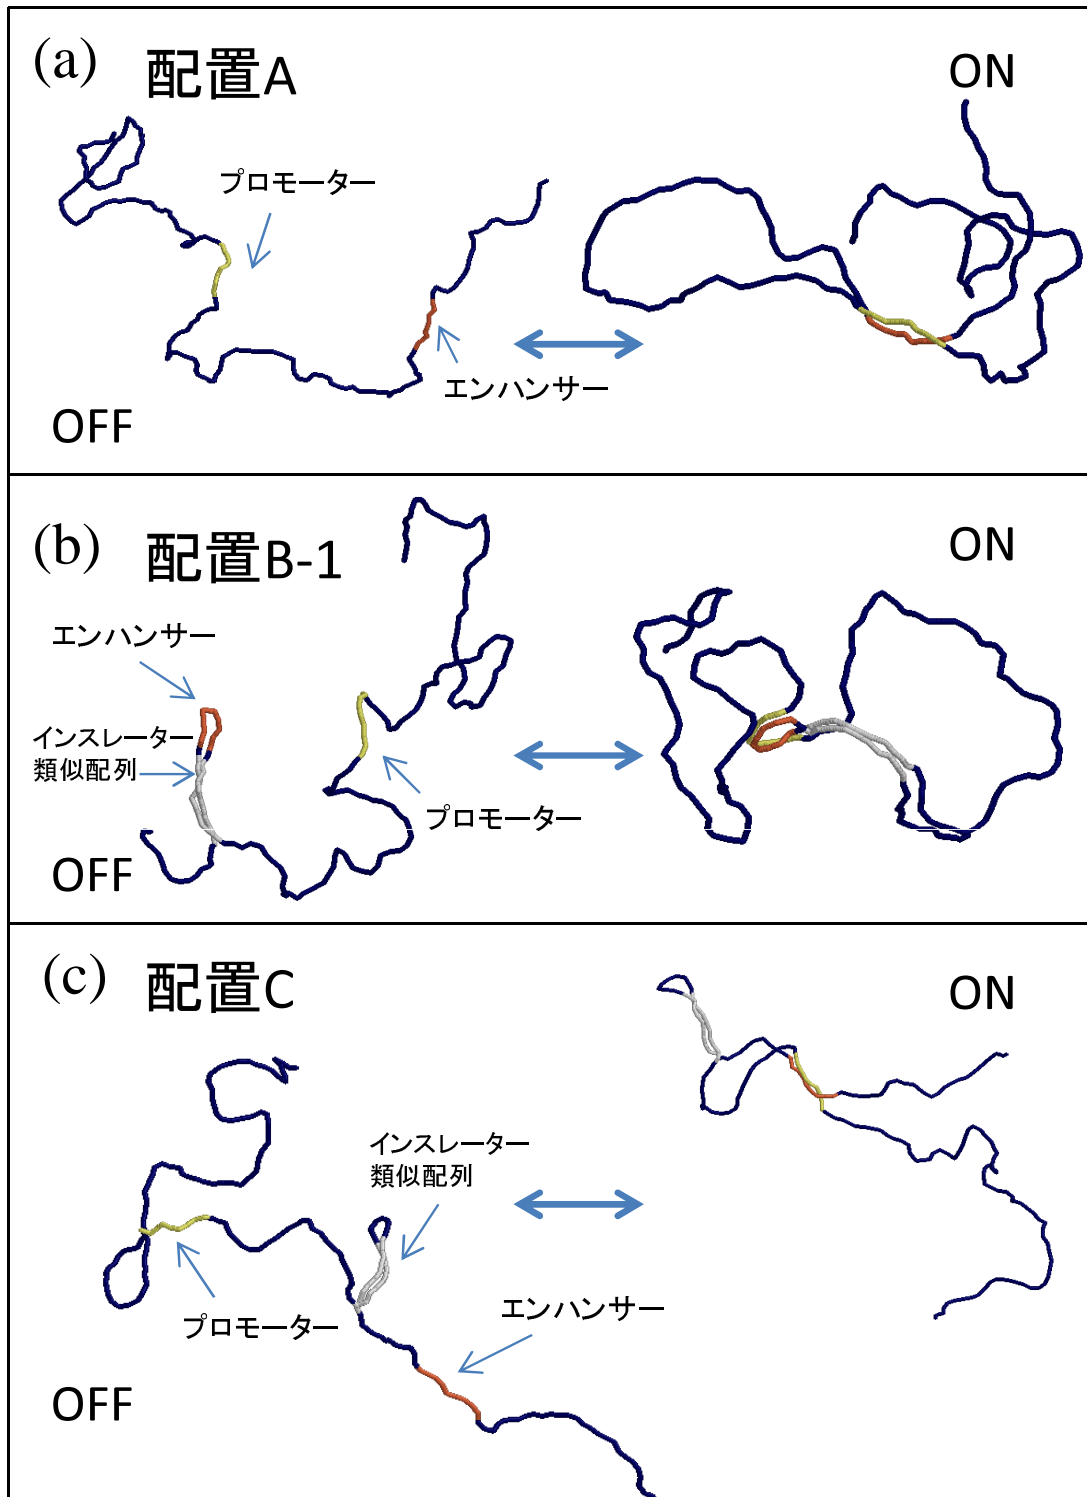 (a) 配置A
ON
プロモーター
エンハンサー
OFF
(b) 配置B-1
ON
エンハンサー
インスレーター
類似配列
プロモーター
OFF
(c) 配置C
ON
インスレーター
類似配列
エンハンサー
プロモーター
OFF